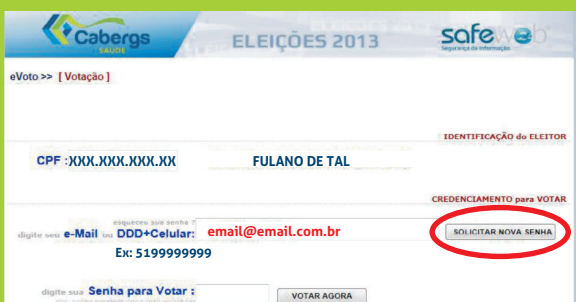 Cabergs
SAÚDE
ELEIÇÕES 2013
safeweb
Segurança da informação
eVoto >> [ Votação ]
IDENTIFICAÇÃO do ELEITOR
CPF :XXX.XXX.XXX.XX FULANO DE TAL
CREDENCIAMENTO para VOTAR
esqueceu sua senha ?
digite seu e-Mail ou DDD+Celular: email@email.com.br SOLICITAR NOVA SENHA
Ex: 5199999999
digite sua Senha para Votar : VOTAR AGORA